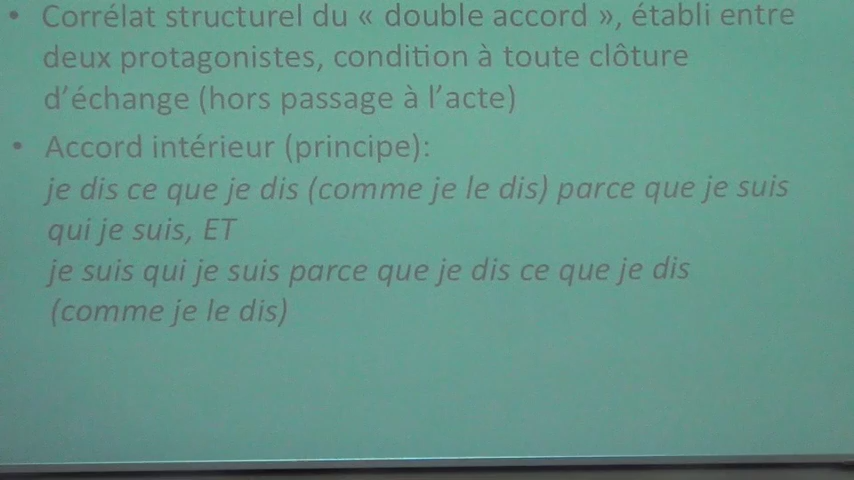 • Corrélat structurel du « double accord », établi entre
deux protagonistes, condition à toute clôture
d’échange (hors passage à l’acte)
• Accord intérieur (principe):
je dis ce que je dis (comme je le dis) parce que je suis
qui je suis, ET
je suis qui je suis parce que je dis ce que je dis
(comme je le dis)